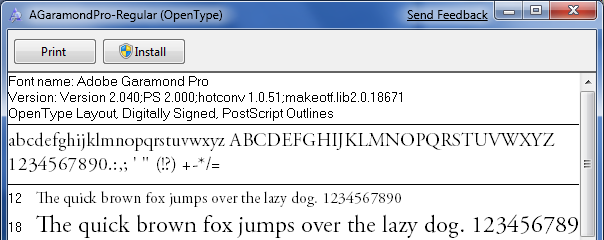 AGaramondPro-Regular (OpenType)
Send Feedback
Print
Install
Font name: Adobe Garamond Pro
Version: Version 2.040;PS 2.000;hotconv 1.0.51;makeotf.lib2.0.18671
OpenType Layout, Digitally Signed, PostScript Outlines
abcdefghijklmnopqrstuvwxyz ABCDEFGHIJKLMNOPQRSTUVWXYZ
1234567890.:,; ' " (!?) +-*/=
12 The quick brown fox jumps over the lazy dog. 1234567890
18 The quick brown fox jumps over the lazy dog. 123456789